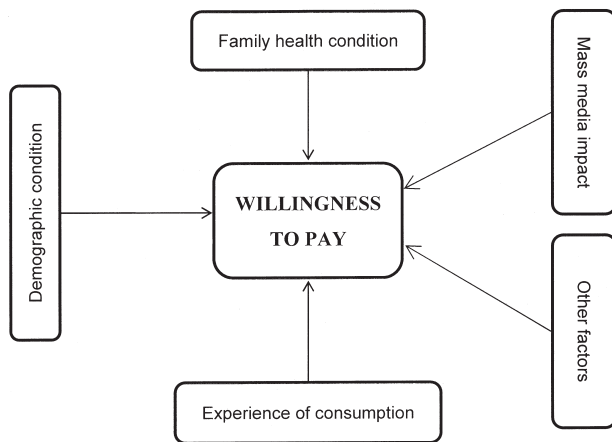 Family health condition
Mass media impact
Demographic condition
WILLINGNESS
TO PAY
Other factors
Experience of consumption